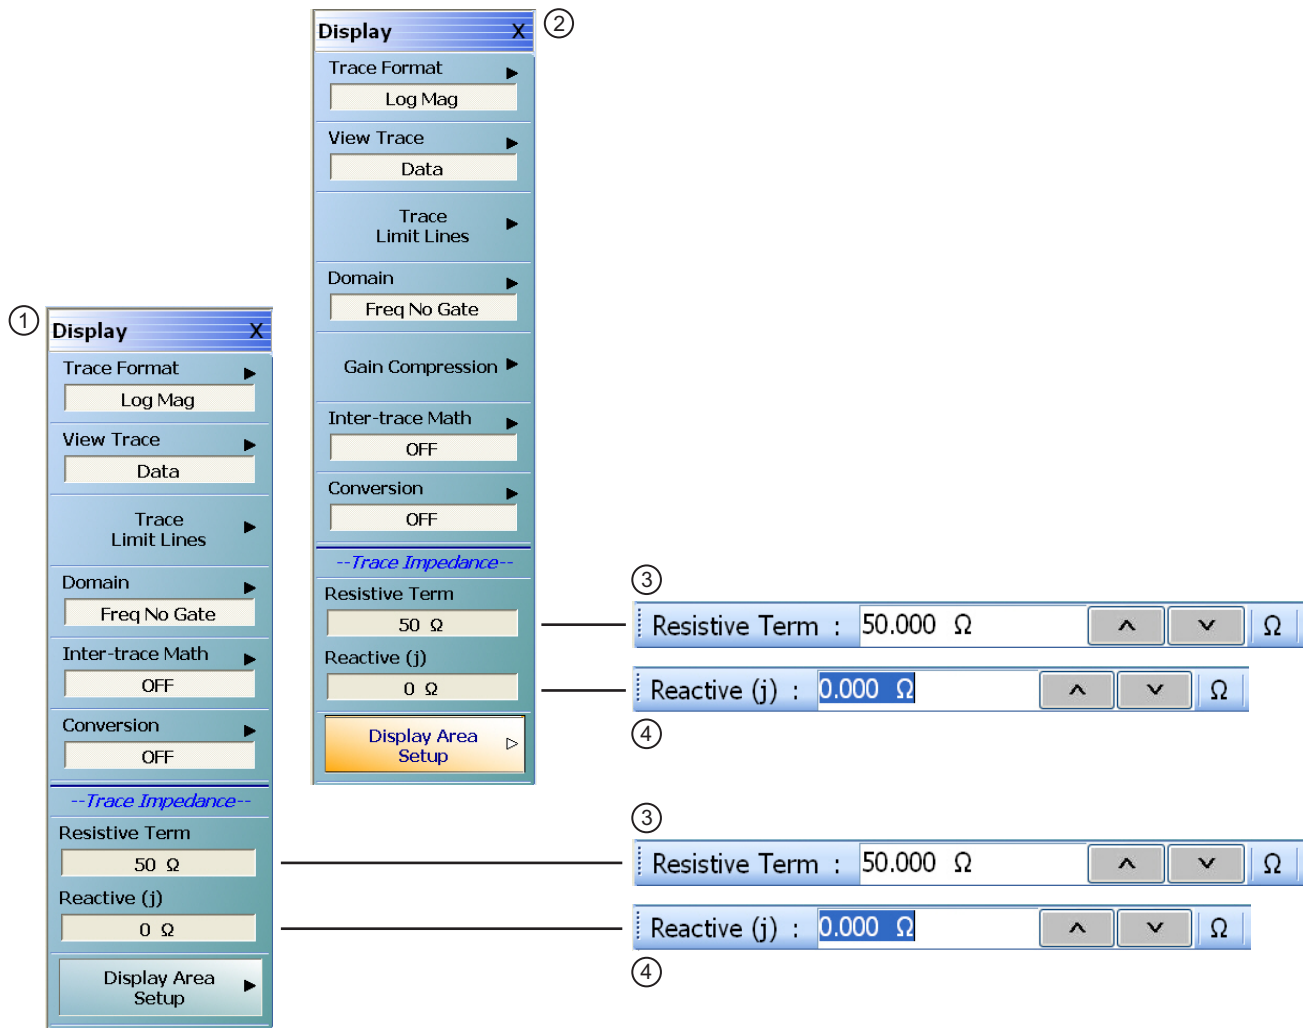 ①
Display X
Trace Format
Log Mag
View Trace
Data
Trace
Limit Lines
Domain
Freq No Gate
Inter-trace Math
OFF
Conversion
OFF
--Trace Impedance--
Resistive Term
50 Ω
Reactive (j)
0 Ω
Display Area
Setup
②
Display X
Trace Format
Log Mag
View Trace
Data
Trace
Limit Lines
Domain
Freq No Gate
Gain Compression
Inter-trace Math
OFF
Conversion
OFF
--Trace Impedance--
Resistive Term
50 Ω
Reactive (j)
0 Ω
Display Area
Setup
③
Resistive Term : 50.000 Ω Ω
Reactive (j) : 0.000 Ω Ω
④
③
Resistive Term : 50.000 Ω Ω
Reactive (j) : 0.000 Ω Ω
④